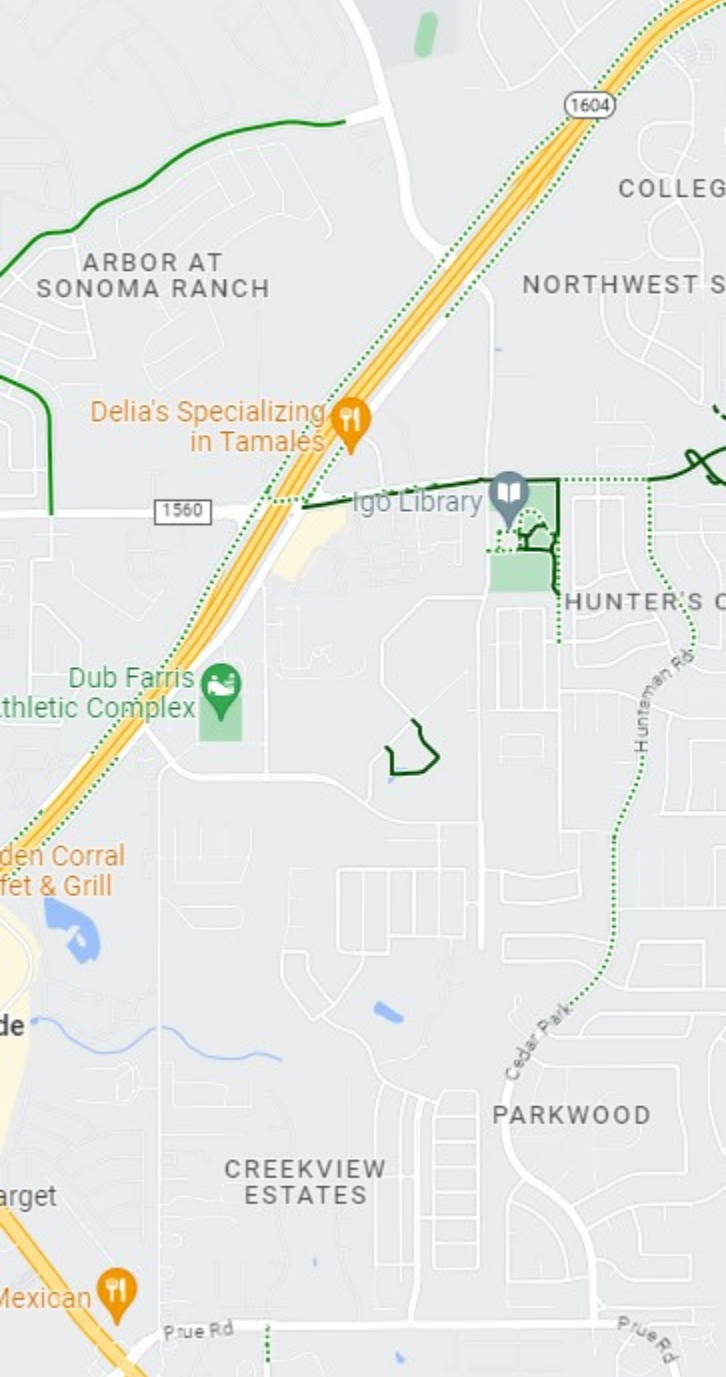 1604
COLLEG
ARBOR AT
SONOMA RANCH
NORTHWEST S
Delia's Specializing
in Tamales
1560
Igo Library
HUNTER'S C
Dub Farris
thletic Complex
Huntsman Rd
den Corral
fet & Grill
de
Cedar Park
PARKWOOD
CREEKVIEW
ESTATES
arget
Mexican
Prue Rd
Prue Rd